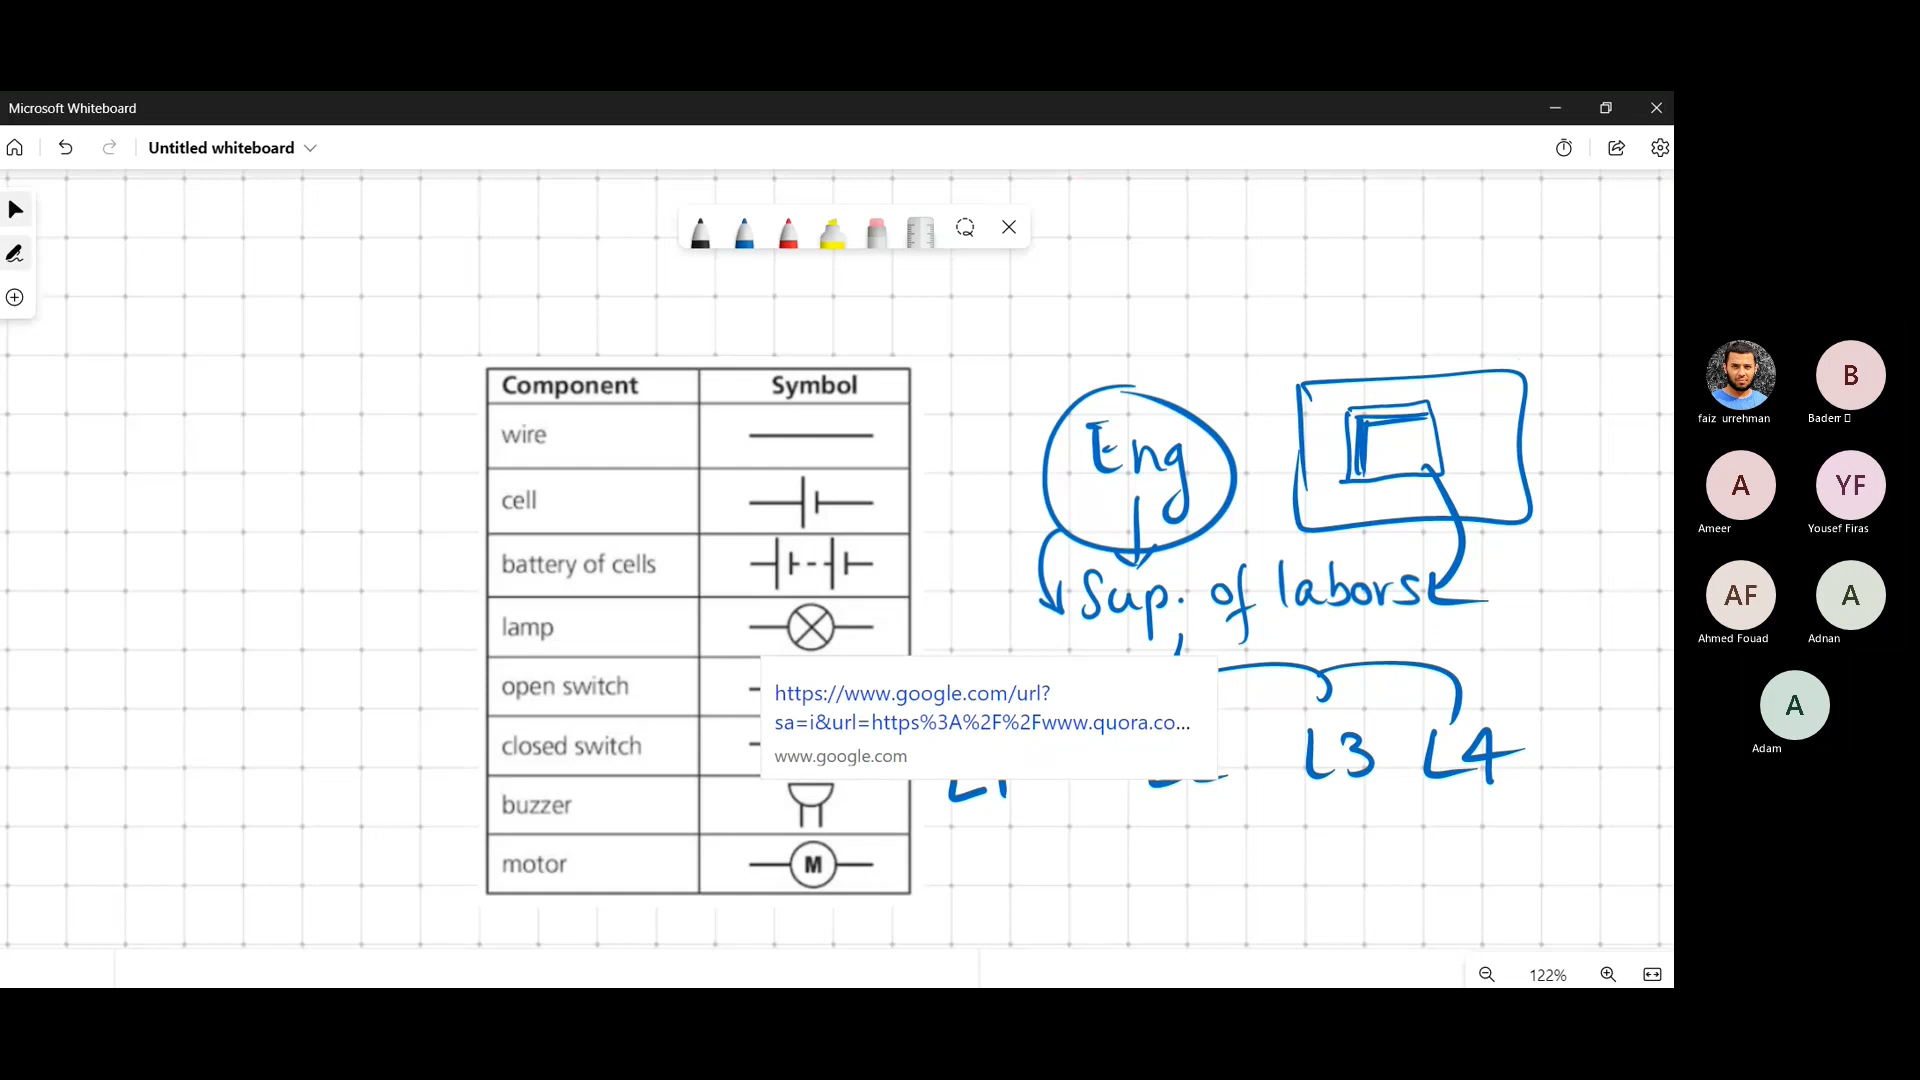 Microsoft Whiteboard
Untitled whiteboard
Component Symbol
wire
cell
battery of cells
lamp
open switch
closed switch
buzzer
motor M
Eng
Sup. of labors
https://www.google.com/url?
sa=i&url=https%3A%2F%2Fwww.quora.co...
www.google.com
L3 L4
122%
faiz urrehman
B
Baderr
A
Ameer
YF
Yousef Firas
AF
Ahmed Fouad
A
Adnan
A
Adam